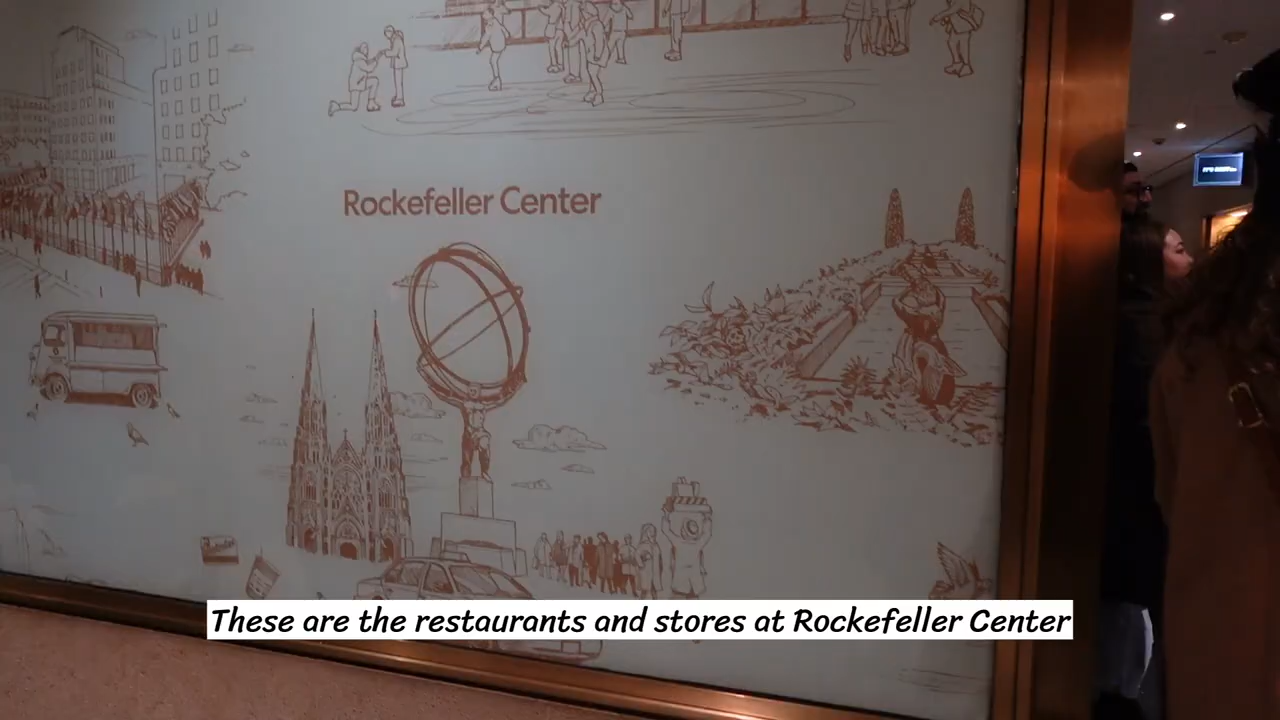 Rockefeller Center
These are the restaurants and stores at Rockefeller Center